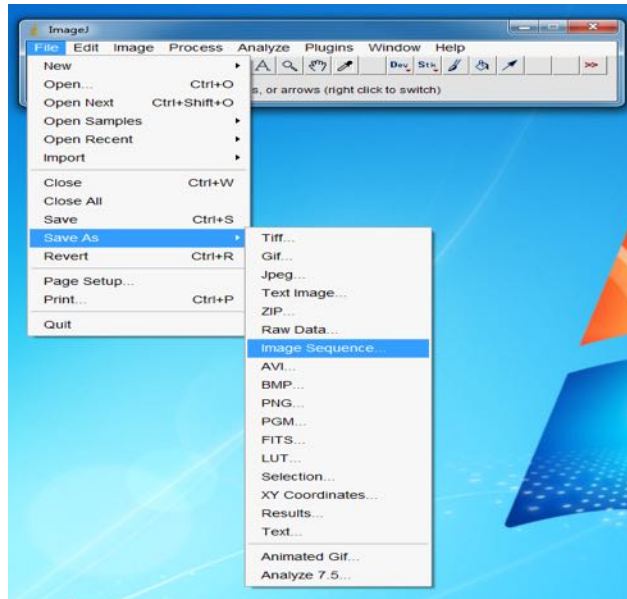 ImageJ
File Edit Image Process Analyze Plugins Window Help
Dev Stk >>
s, or arrows (right click to switch)
New
Open... Ctrl+O
Open Next Ctrl+Shift+O
Open Samples
Open Recent
Import
Close Ctrl+W
Close All
Save Ctrl+S
Save As
Revert Ctrl+R
Page Setup...
Print... Ctrl+P
Quit
Tiff...
Gif...
Jpeg...
Text Image...
ZIP...
Raw Data...
Image Sequence...
AVI...
BMP...
PNG...
PGM...
FITS...
LUT...
Selection...
XY Coordinates...
Results...
Text...
Animated Gif...
Analyze 7.5...